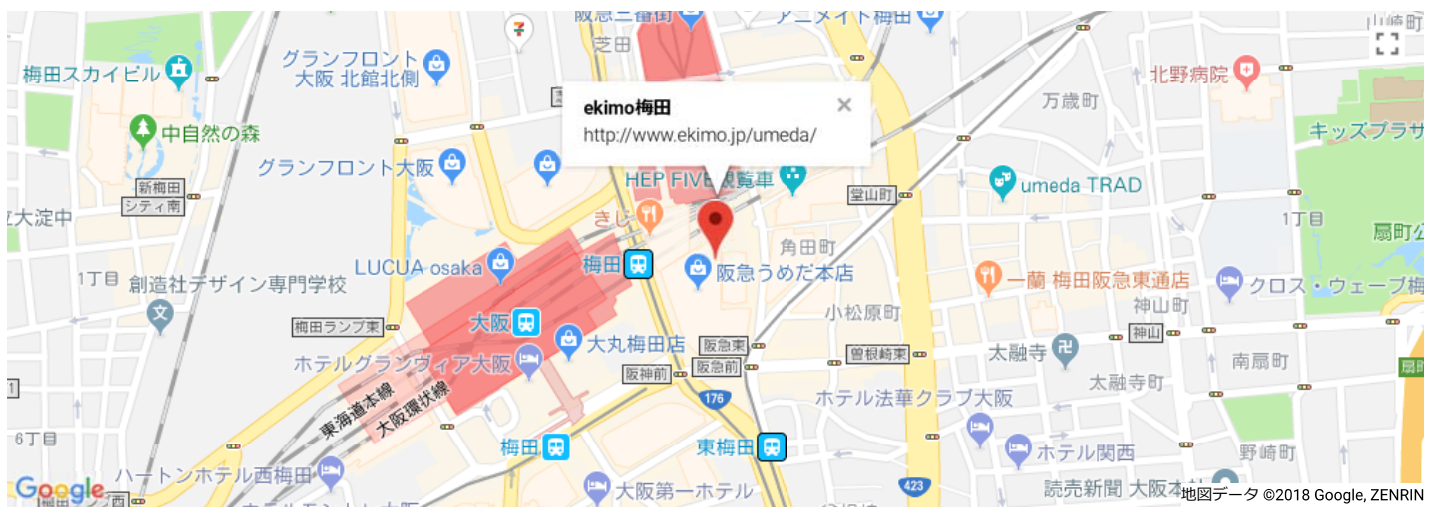 阪急三番街
アニメイト梅田
芝田
グランフロント
大阪 北館北側
梅田スカイビル
北野病院
万歳町
ekimo梅田
http://www.ekimo.jp/umeda/
中自然の森
キッズプラザ
グランフロント大阪
HEP FIVE 観覧車
umeda TRAD
新梅田
シティ南
堂山町
立大淀中
きじ
1丁目
扇町公
角田町
梅田
LUCUA osaka
阪急うめだ本店
1丁目
創造社デザイン専門学校
一蘭 梅田阪急東通店
クロス・ウェーブ梅
神山町
小松原町
大阪
梅田ランプ東
神山
大丸梅田店
阪急東
曽根崎東
太融寺
南扇町
ホテルグランヴィア大阪
阪神前
阪急前
太融寺町
扇町
1
176
東海道本線
大阪環状線
ホテル法華クラブ大阪
6丁目
梅田
東梅田
ホテル関西
野崎町
ハートンホテル西梅田
大阪第一ホテル
423
読売新聞 大阪本
Google
地図データ ©2018 Google, ZENRIN